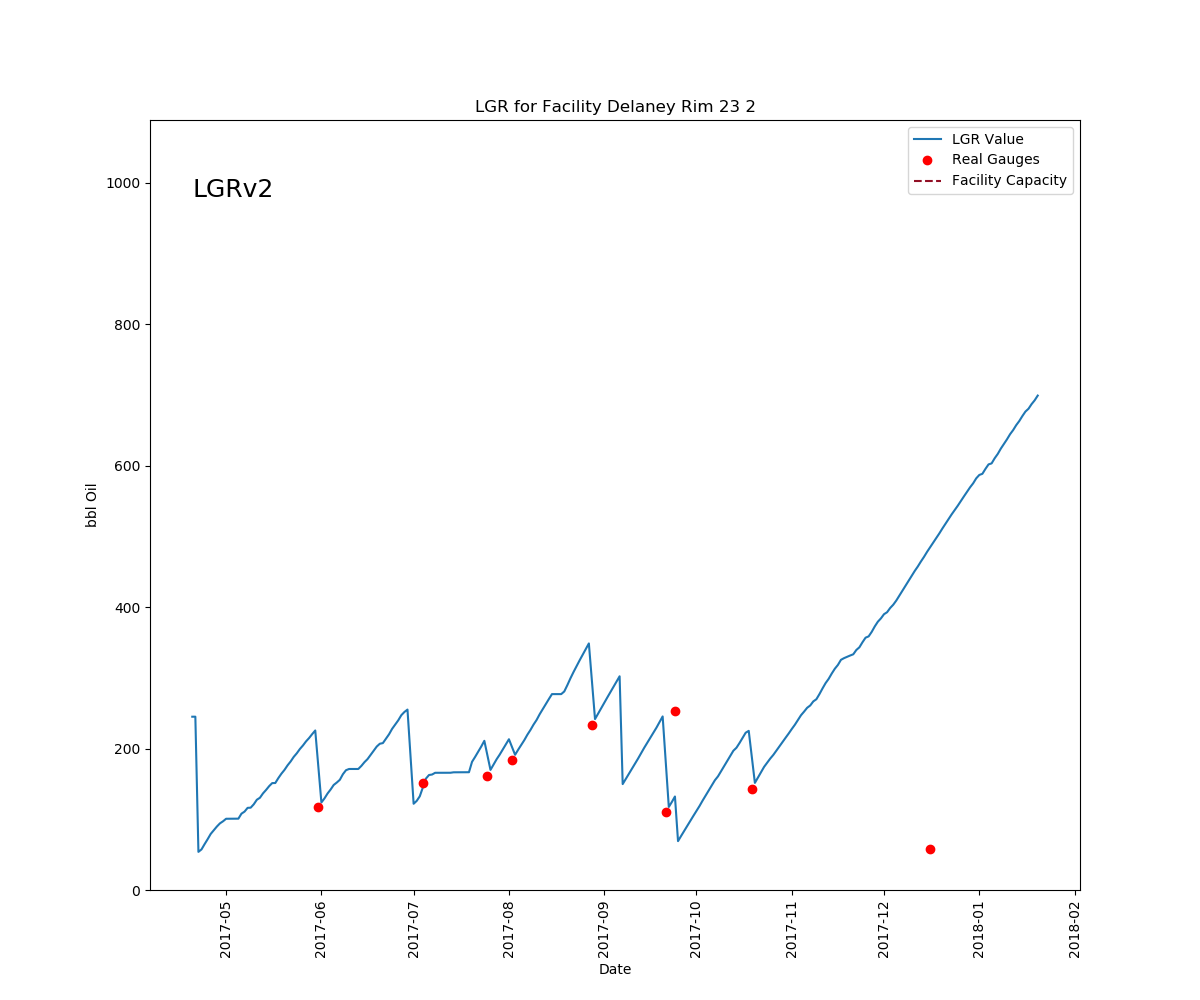 LGR for Facility Delaney Rim 23 2
LGRv2
LGR Value
Real Gauges
Facility Capacity
bbl Oil
1000
800
600
400
200
0
2017-05
2017-06
2017-07
2017-08
2017-09
2017-10
2017-11
2017-12
2018-01
2018-02
Date